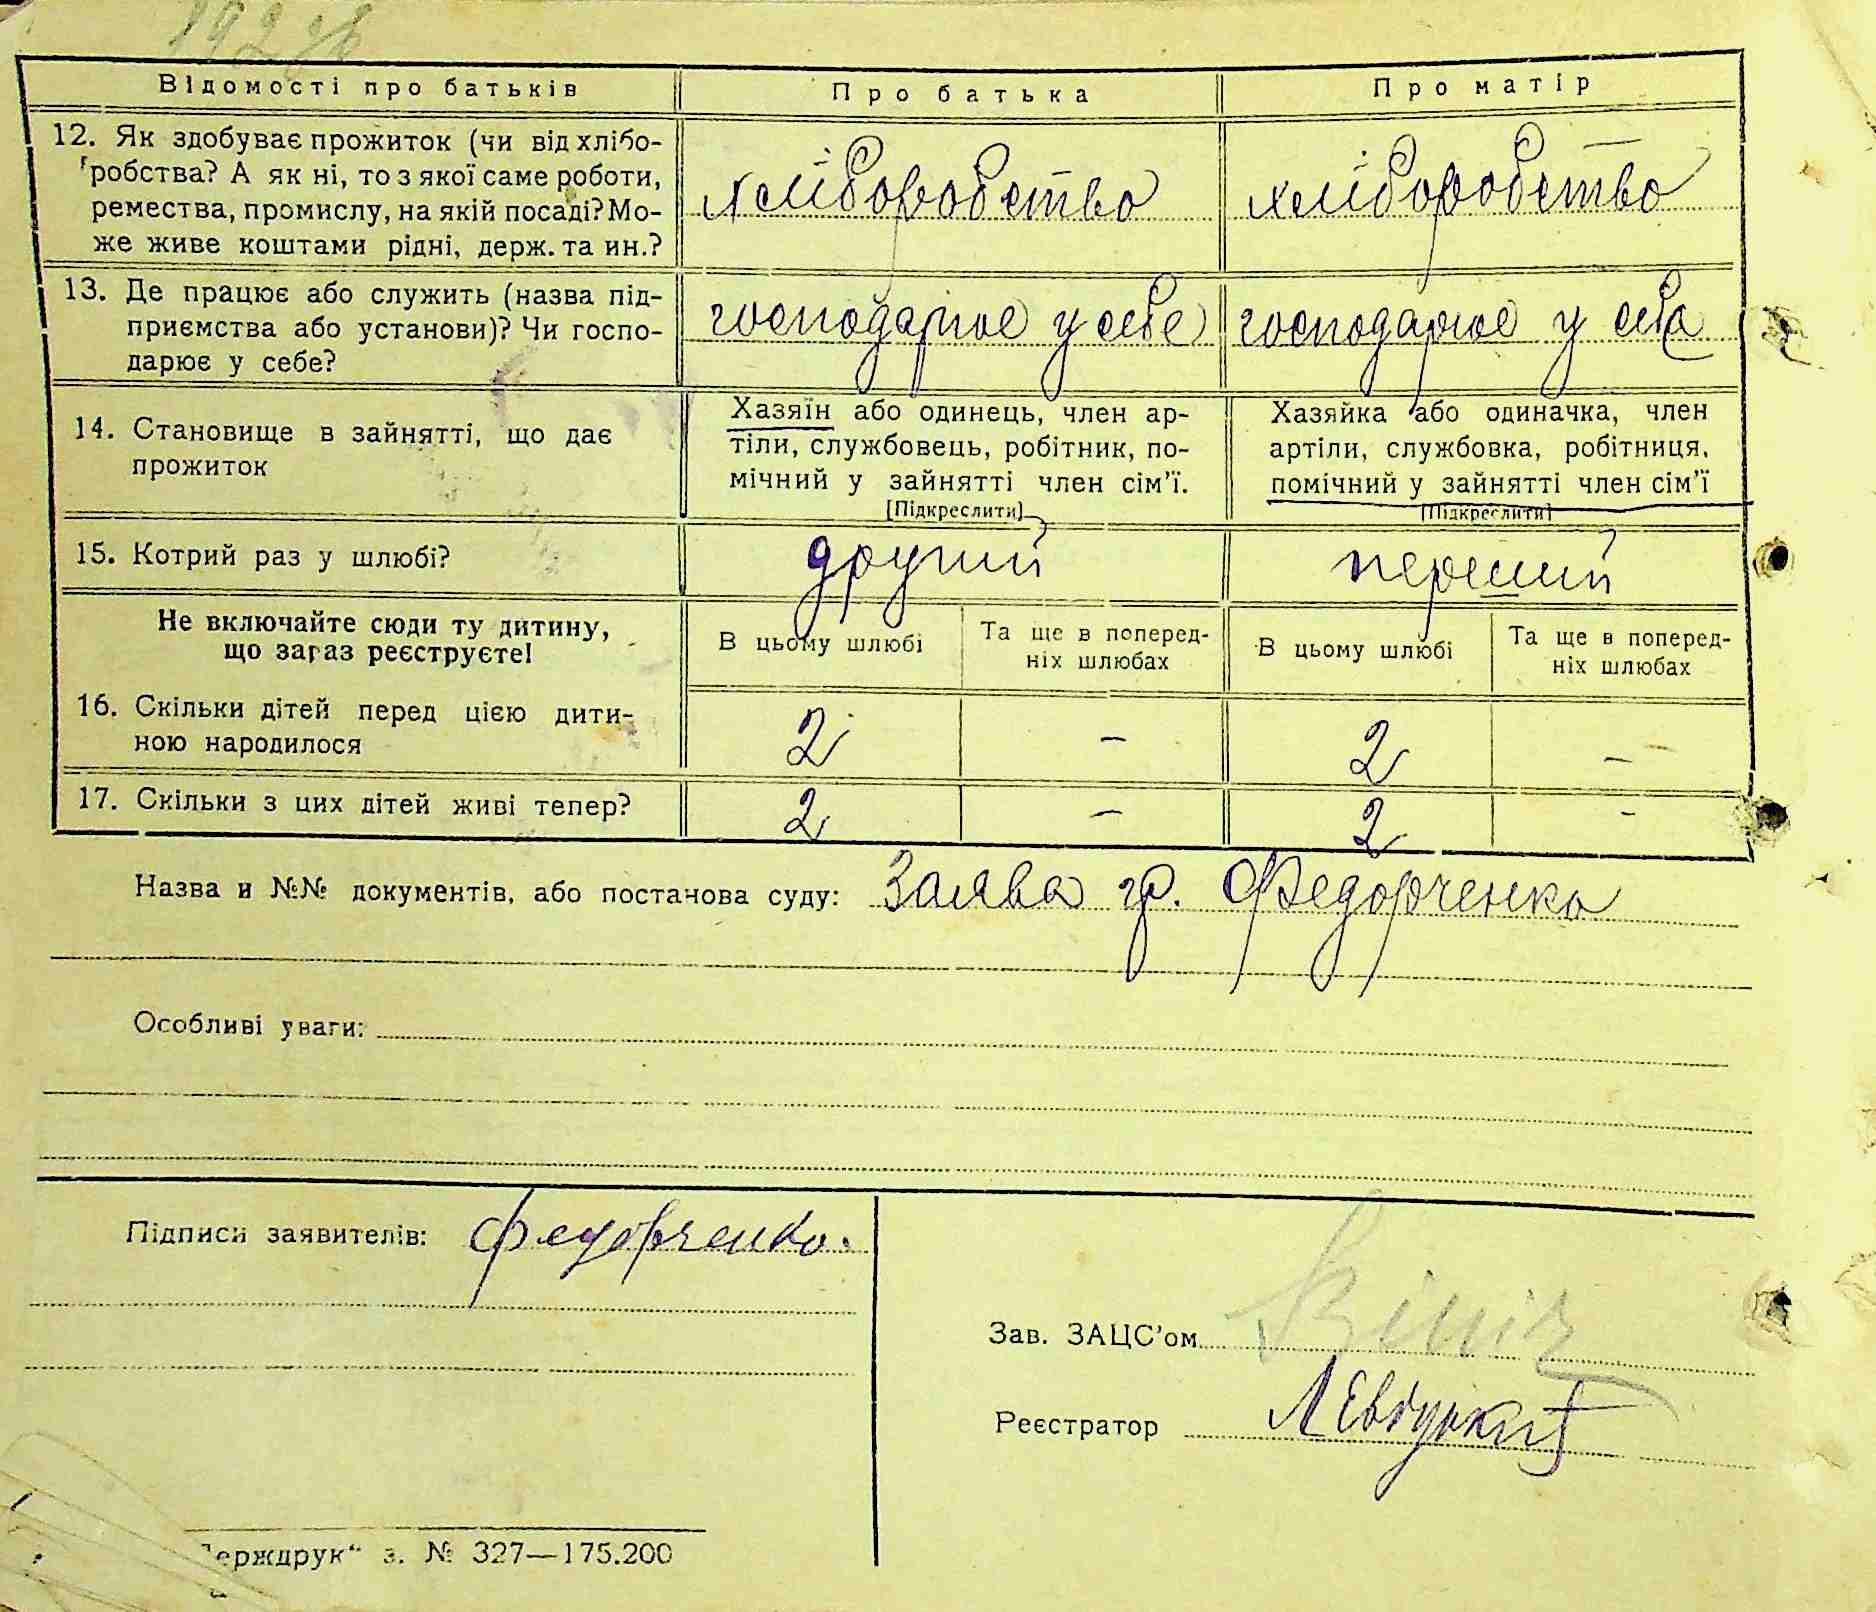 Відомості про батьків
Про батька
Про матір
12. Як здобуває прожиток (чи від хлібо-
робства? А як ні, то з якої саме роботи,
ремества, промислу, на якій посаді? Мо-
же живе коштами рідні, держ. та ин.?
хліборобство
хліборобство
13. Де працює або служить (назва під-
приємства або установи)? Чи госпо-
дарює у себе?
господарює у себе
господарює у себе
14. Становище в зайнятті, що дає
прожиток
Хазяїн або одинець, член ар-
тіли, службовець, робітник, по-
мічний у зайнятті член сім'ї.
[Підкреслити]
Хазяйка або одиначка, член
артіли, службовка, робітниця,
помічний у зайнятті член сім'ї
[Підкреслити]
15. Котрий раз у шлюбі?
другий
перший
Не включайте сюди ту дитину,
що зараз реєструєте!
В цьому шлюбі
Та ще в поперед-
ніх шлюбах
В цьому шлюбі
Та ще в поперед-
ніх шлюбах
16. Скільки дітей перед цією дити-
ною народилося
2 – 2 –
17. Скільки з цих дітей живі тепер?
2 – 2 –
Назва и №№ документів, або постанова суду: Заява гр. Федорченко
Особливі уваги:
Підписи заявителів: Федорченко.
Зав. ЗАЦС'ом
Реєстратор
ерждрук" з. № 327—175.200